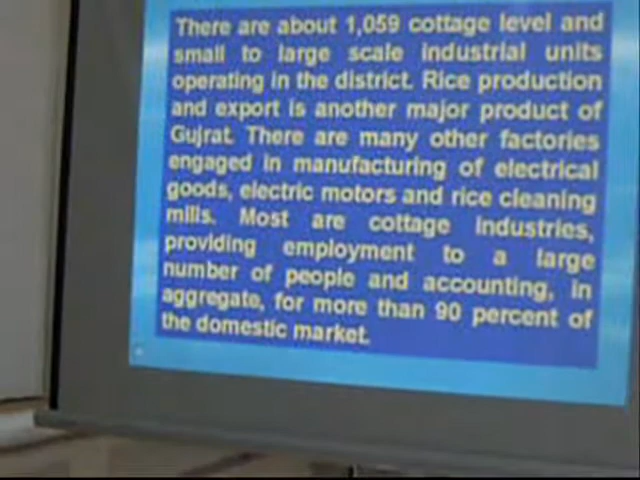 There are about 1,059 cottage level and
small to large scale industrial units
operating in the district. Rice production
and export is another major product of
Gujrat. There are many other factories
engaged in manufacturing of electrical
goods, electric motors and rice cleaning
mills. Most are cottage industries,
providing employment to a large
number of people and accounting, in
aggregate, for more than 90 percent of
the domestic market.